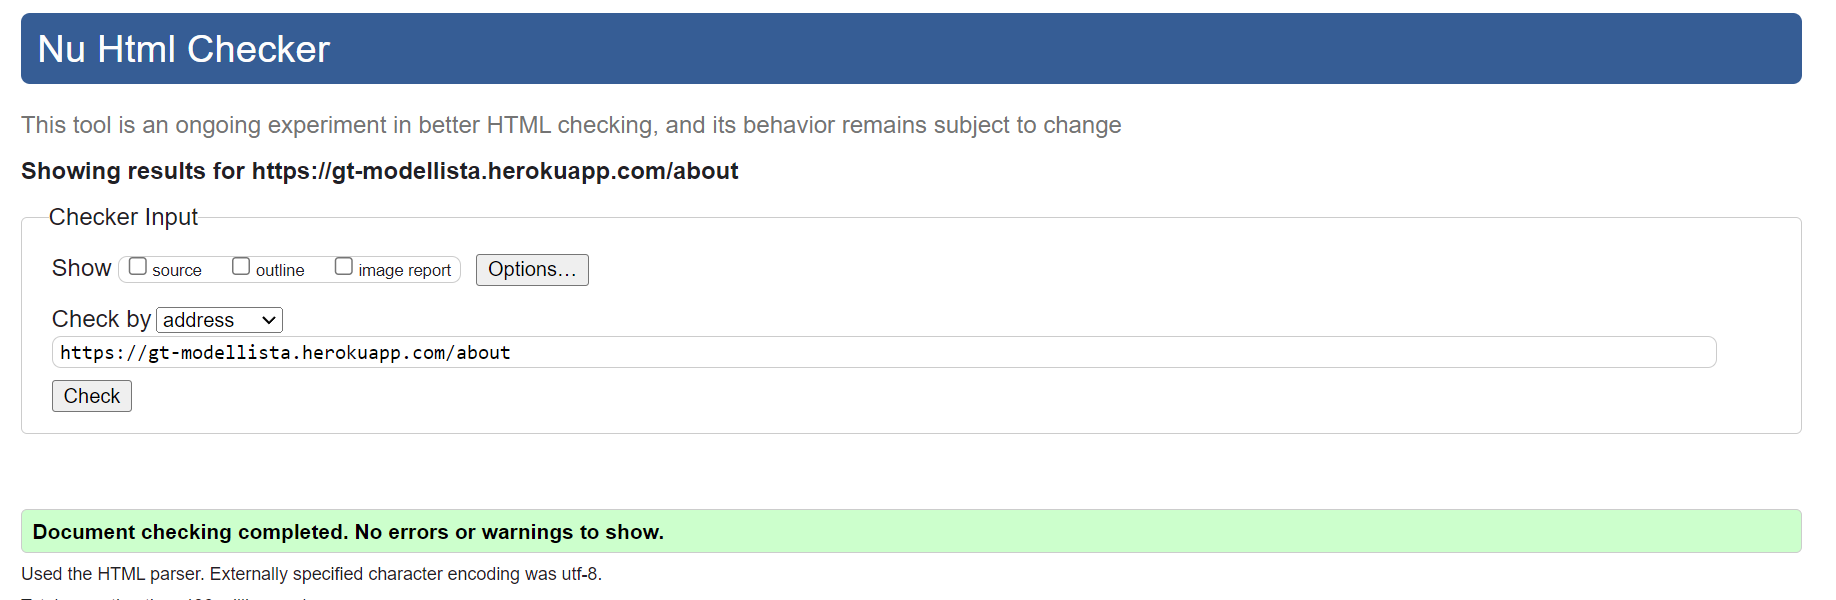 Nu Html Checker
This tool is an ongoing experiment in better HTML checking, and its behavior remains subject to change
Showing results for https://gt-modellista.herokuapp.com/about
Checker Input
Show source outline image report Options...
Check by address
https://gt-modellista.herokuapp.com/about
Check
Document checking completed. No errors or warnings to show.
Used the HTML parser. Externally specified character encoding was utf-8.